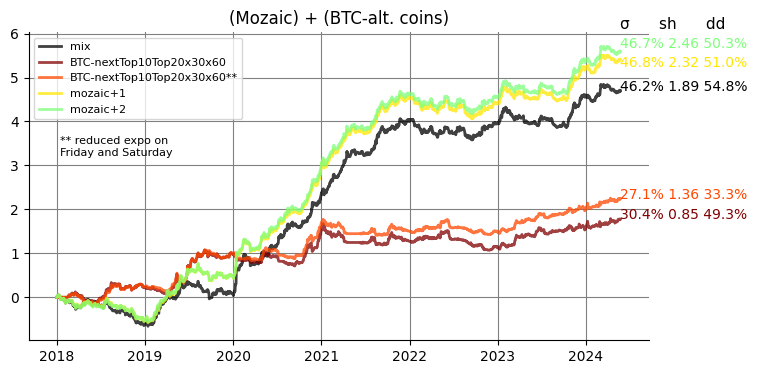 (Mozaic) + (BTC-alt. coins)
σ sh dd
mix
BTC-nextTop10Top20x30x60
BTC-nextTop10Top20x30x60**
mozaic+1
mozaic+2
** reduced expo on
Friday and Saturday
46.7% 2.46 50.3%
46.8% 2.32 51.0%
46.2% 1.89 54.8%
27.1% 1.36 33.3%
30.4% 0.85 49.3%
6
5
4
3
2
1
0
2018 2019 2020 2021 2022 2023 2024